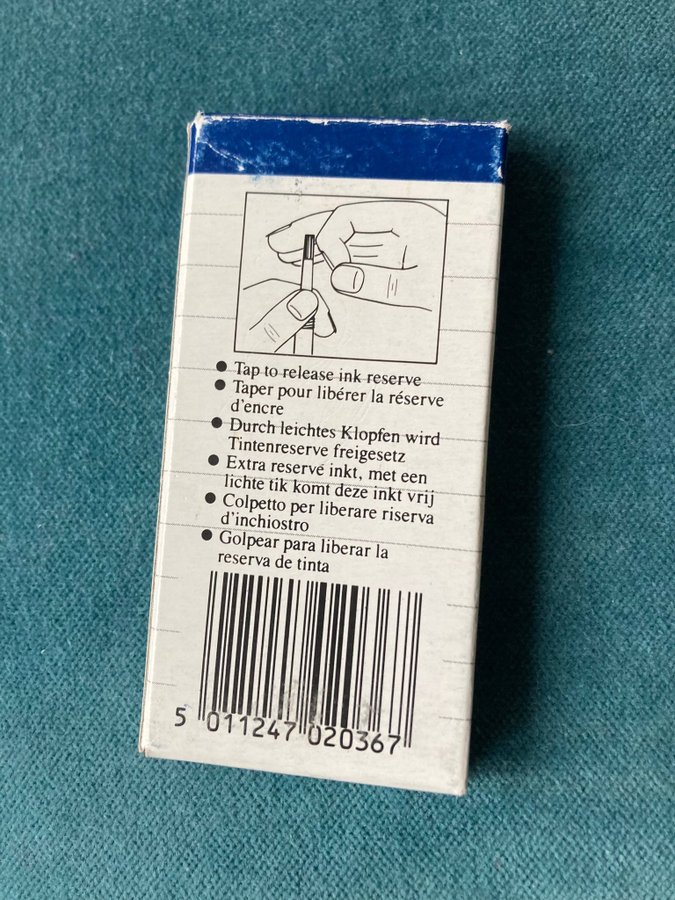 ● Tap to release ink reserve
● Taper pour libérer la réserve
d'encre
● Durch leichtes Klopfen wird
Tintenreserve freigesetz
● Extra reserve inkt, met een
lichte tik komt deze inkt vrij
● Colpetto per liberare riserva
d'inchiostro
● Golpear para liberar la
reserva de tinta
5 011247 020367